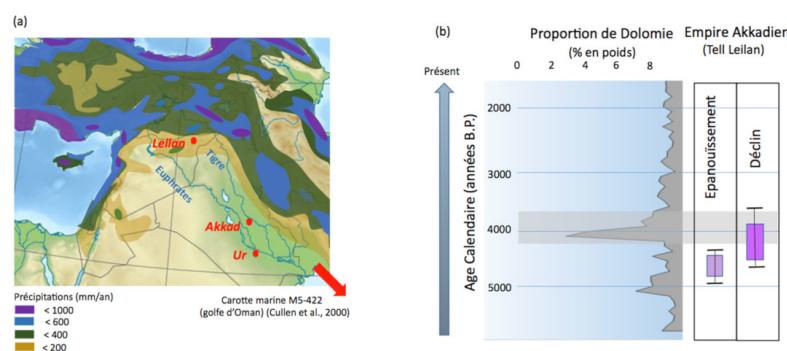 (a)
Leilan
Tigre
Euphrates
Akkad
Ur
Carotte marine M5-422
(golfe d'Oman) (Cullen et al., 2000)
Précipitations (mm/an)
< 1000
< 600
< 400
< 200
(b)
Proportion de Dolomie
(% en poids)
Empire Akkadien
(Tell Leilan)
Présent
0 2 4 6 8
2000
3000
4000
5000
Age Calendaire (années B.P.)
Epanouissement
Déclin